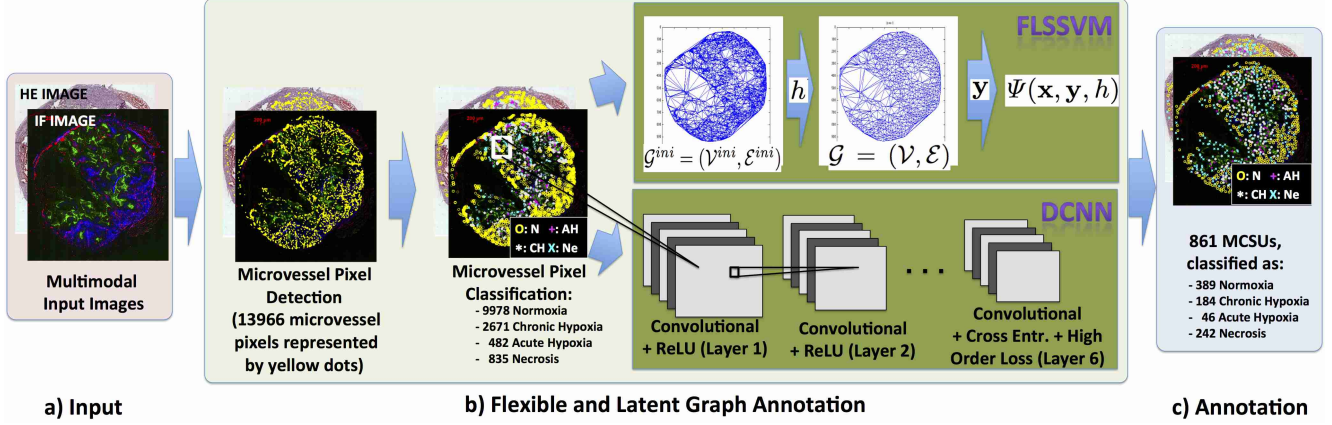 HE IMAGE
IF IMAGE
Multimodal
Input Images
a) Input
Microvessel Pixel
Detection
(13966 microvessel
pixels represented
by yellow dots)
O: N +: AH
*: CH X: Ne
Microvessel Pixel
Classification:
- 9978 Normoxia
- 2671 Chronic Hypoxia
- 482 Acute Hypoxia
- 835 Necrosis
FLSSVM
h
y
Ψ(x, y, h)
𝒢^{ini} = (𝒱^{ini}, ℰ^{ini})
𝒢 = (𝒱, ℰ)
DCNN
Convolutional
+ ReLU (Layer 1)
Convolutional
+ ReLU (Layer 2)
. . .
Convolutional
+ Cross Entr. + High
Order Loss (Layer 6)
b) Flexible and Latent Graph Annotation
O: N +: AH
*: CH X: Ne
861 MCSUs,
classified as:
- 389 Normoxia
- 184 Chronic Hypoxia
- 46 Acute Hypoxia
- 242 Necrosis
c) Annotation